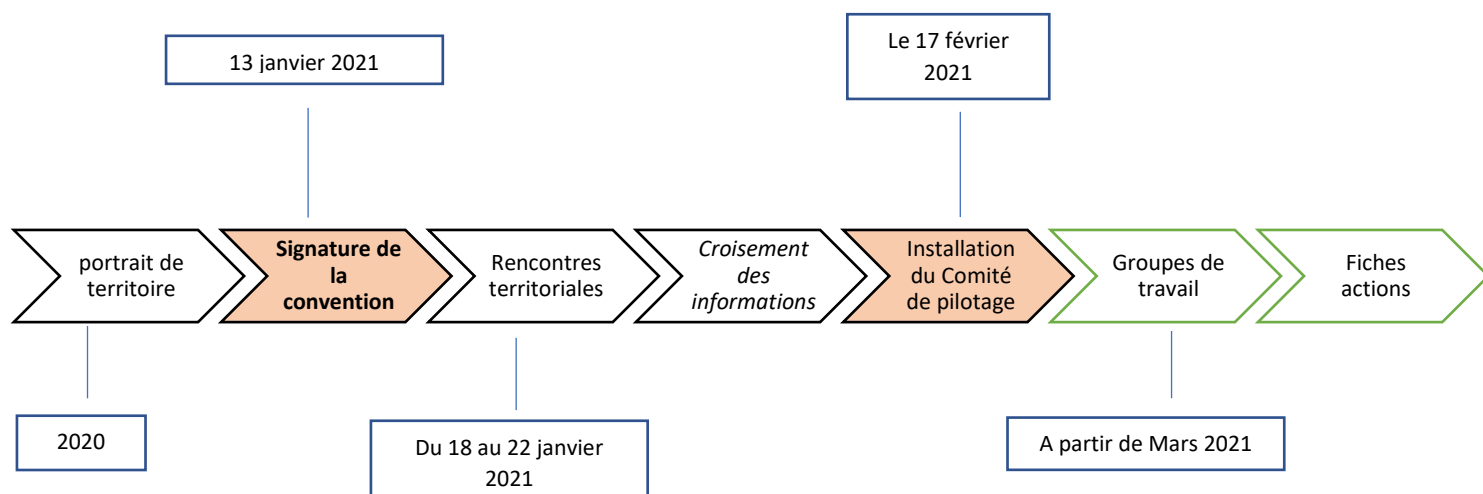 13 janvier 2021
Le 17 février
2021
portrait de
territoire
Signature de
la
convention
Rencontres
territoriales
Croisement
des
informations
Installation
du Comité
de pilotage
Groupes de
travail
Fiches
actions
2020
Du 18 au 22 janvier
2021
A partir de Mars 2021